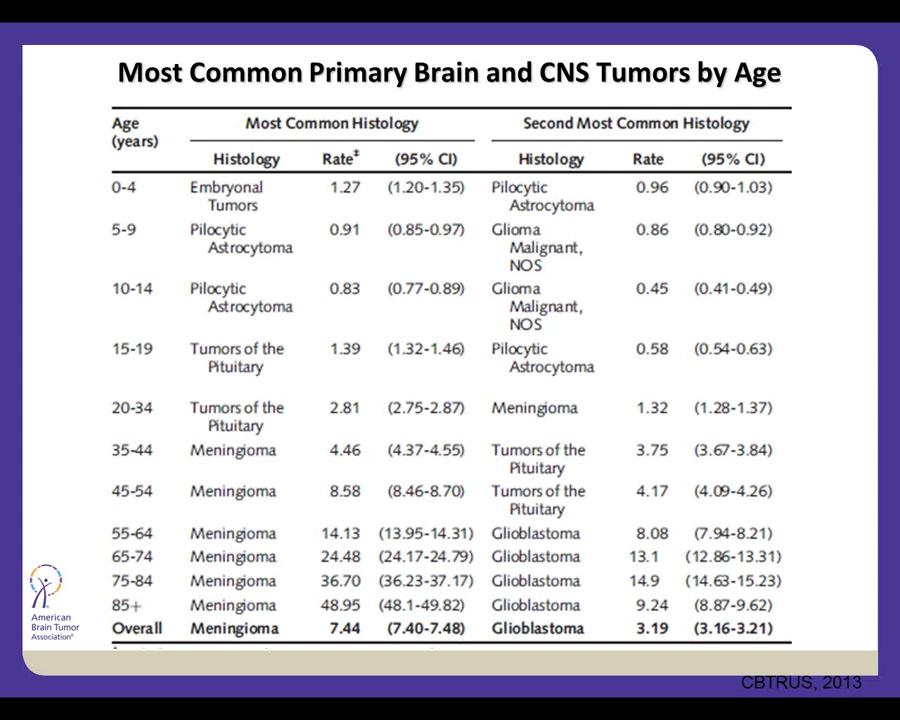 Most Common Primary Brain and CNS Tumors by Age
Age (years) Most Common Histology Second Most Common Histology
Histology Rate‡ (95% CI) Histology Rate (95% CI)
0-4 Embryonal Tumors 1.27 (1.20-1.35) Pilocytic Astrocytoma 0.96 (0.90-1.03)
5-9 Pilocytic Astrocytoma 0.91 (0.85-0.97) Glioma Malignant, NOS 0.86 (0.80-0.92)
10-14 Pilocytic Astrocytoma 0.83 (0.77-0.89) Glioma Malignant, NOS 0.45 (0.41-0.49)
15-19 Tumors of the Pituitary 1.39 (1.32-1.46) Pilocytic Astrocytoma 0.58 (0.54-0.63)
20-34 Tumors of the Pituitary 2.81 (2.75-2.87) Meningioma 1.32 (1.28-1.37)
35-44 Meningioma 4.46 (4.37-4.55) Tumors of the Pituitary 3.75 (3.67-3.84)
45-54 Meningioma 8.58 (8.46-8.70) Tumors of the Pituitary 4.17 (4.09-4.26)
55-64 Meningioma 14.13 (13.95-14.31) Glioblastoma 8.08 (7.94-8.21)
65-74 Meningioma 24.48 (24.17-24.79) Glioblastoma 13.1 (12.86-13.31)
75-84 Meningioma 36.70 (36.23-37.17) Glioblastoma 14.9 (14.63-15.23)
85+ Meningioma 48.95 (48.1-49.82) Glioblastoma 9.24 (8.87-9.62)
Overall Meningioma 7.44 (7.40-7.48) Glioblastoma 3.19 (3.16-3.21)
American
Brain Tumor
Association®
CBTRUS, 2013